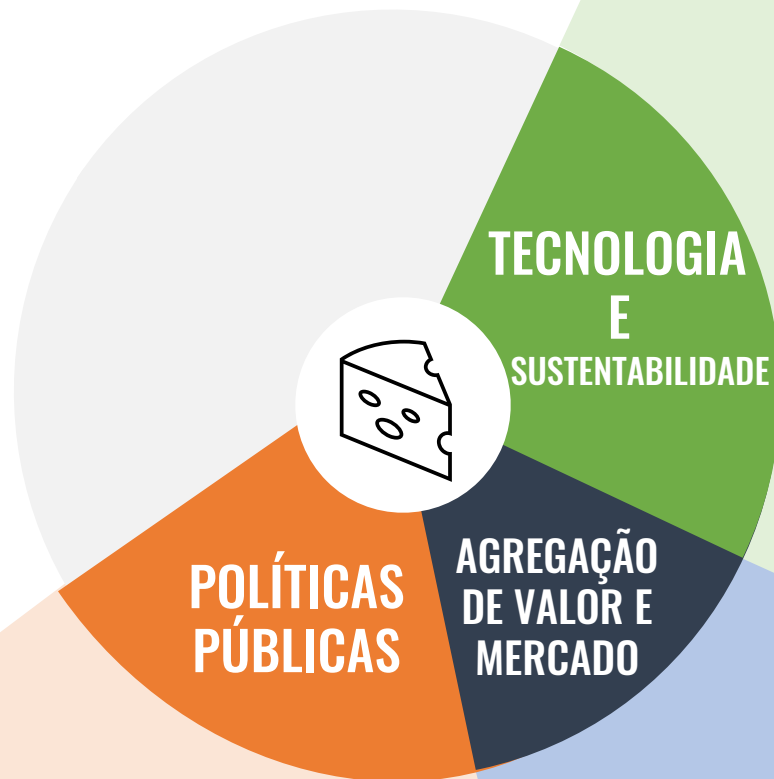 TECNOLOGIA
E
SUSTENTABILIDADE
AGREGAÇÃO
DE VALOR E
MERCADO
POLÍTICAS
PÚBLICAS